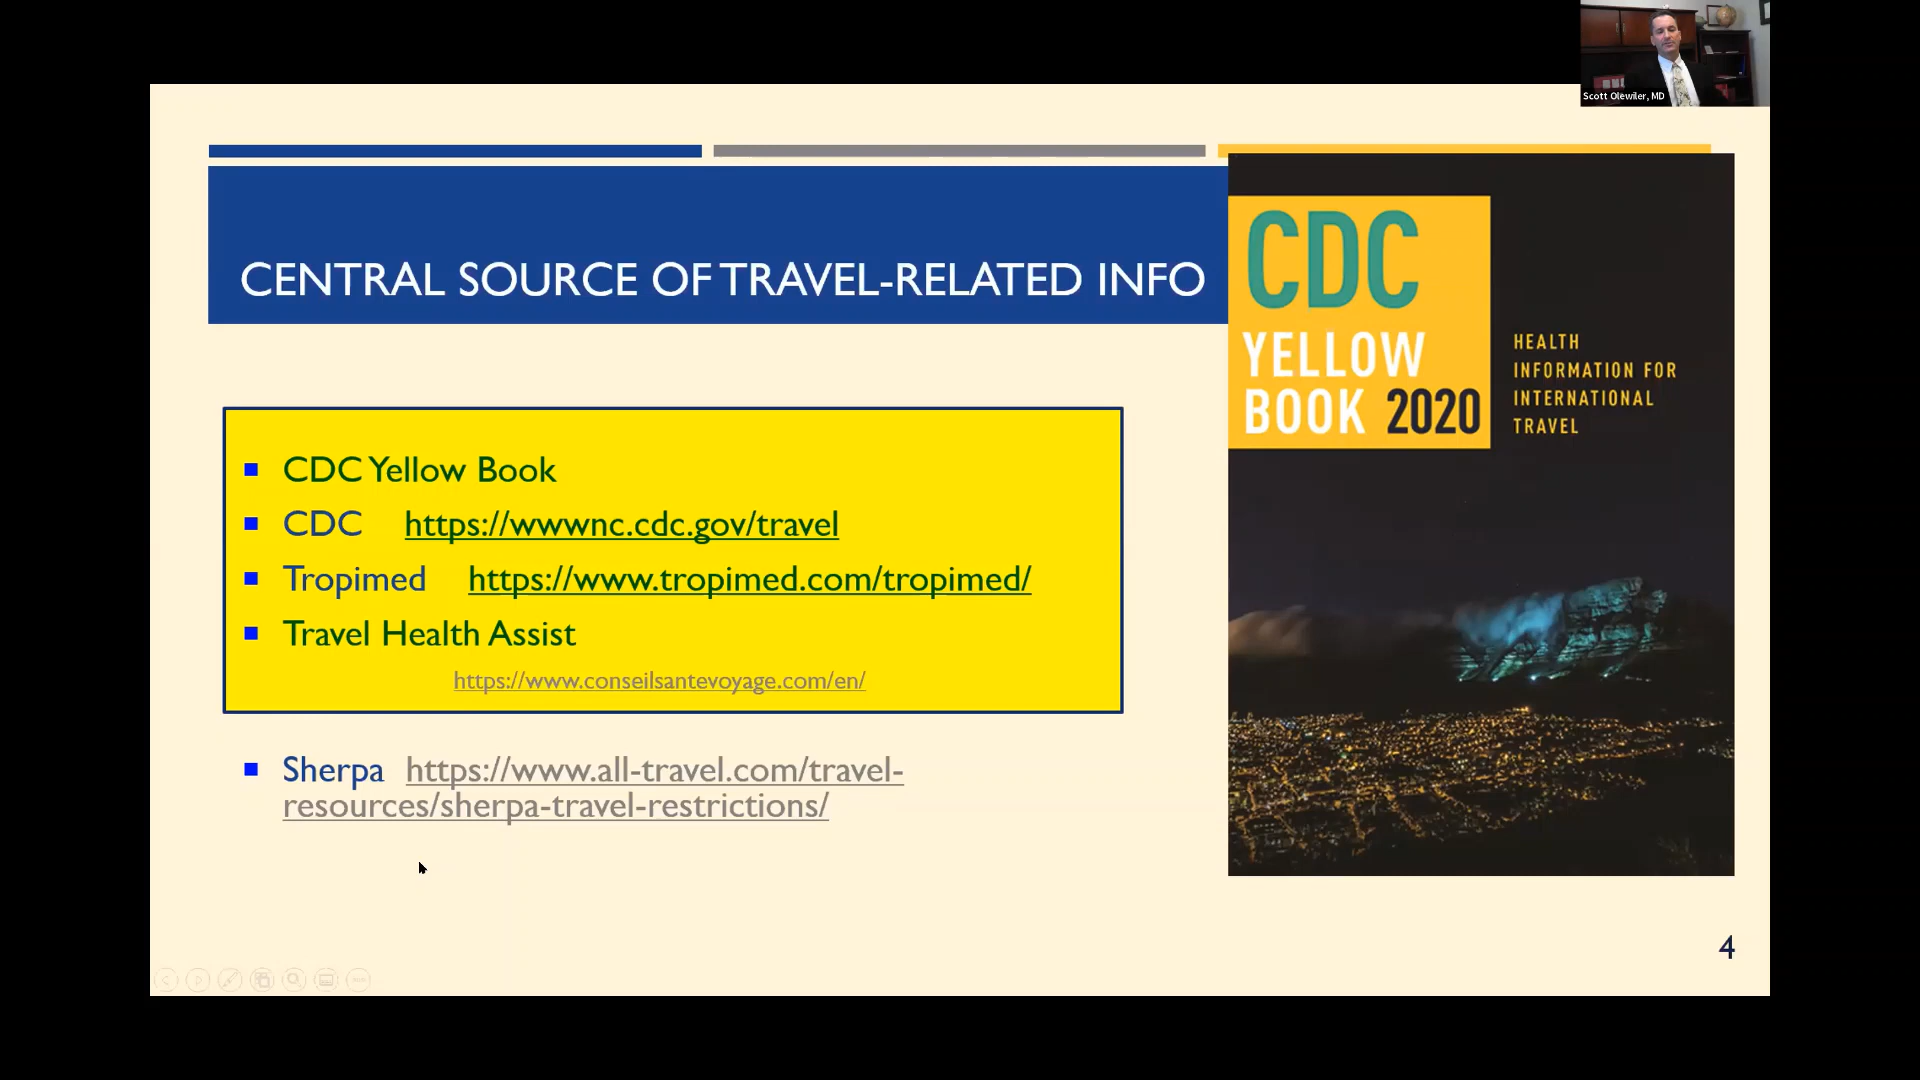 Scott Olewiler, MD
CENTRAL SOURCE OF TRAVEL-RELATED INFO
CDC
YELLOW
BOOK 2020
HEALTH
INFORMATION FOR
INTERNATIONAL
TRAVEL
CDC Yellow Book
CDC https://wwwnc.cdc.gov/travel
Tropimed https://www.tropimed.com/tropimed/
Travel Health Assist
https://www.conseilsantevoyage.com/en/
Sherpa https://www.all-travel.com/travel-
resources/sherpa-travel-restrictions/
4